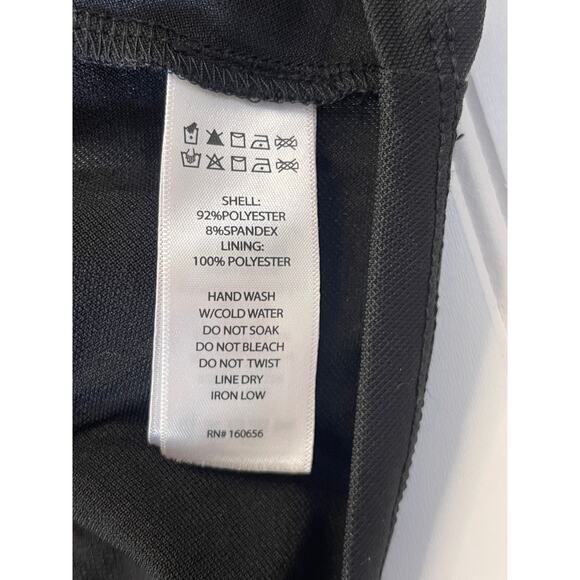 SHELL:
92%POLYESTER
8%SPANDEX
LINING:
100% POLYESTER
HAND WASH
W/COLD WATER
DO NOT SOAK
DO NOT BLEACH
DO NOT TWIST
LINE DRY
IRON LOW
RN# 160656